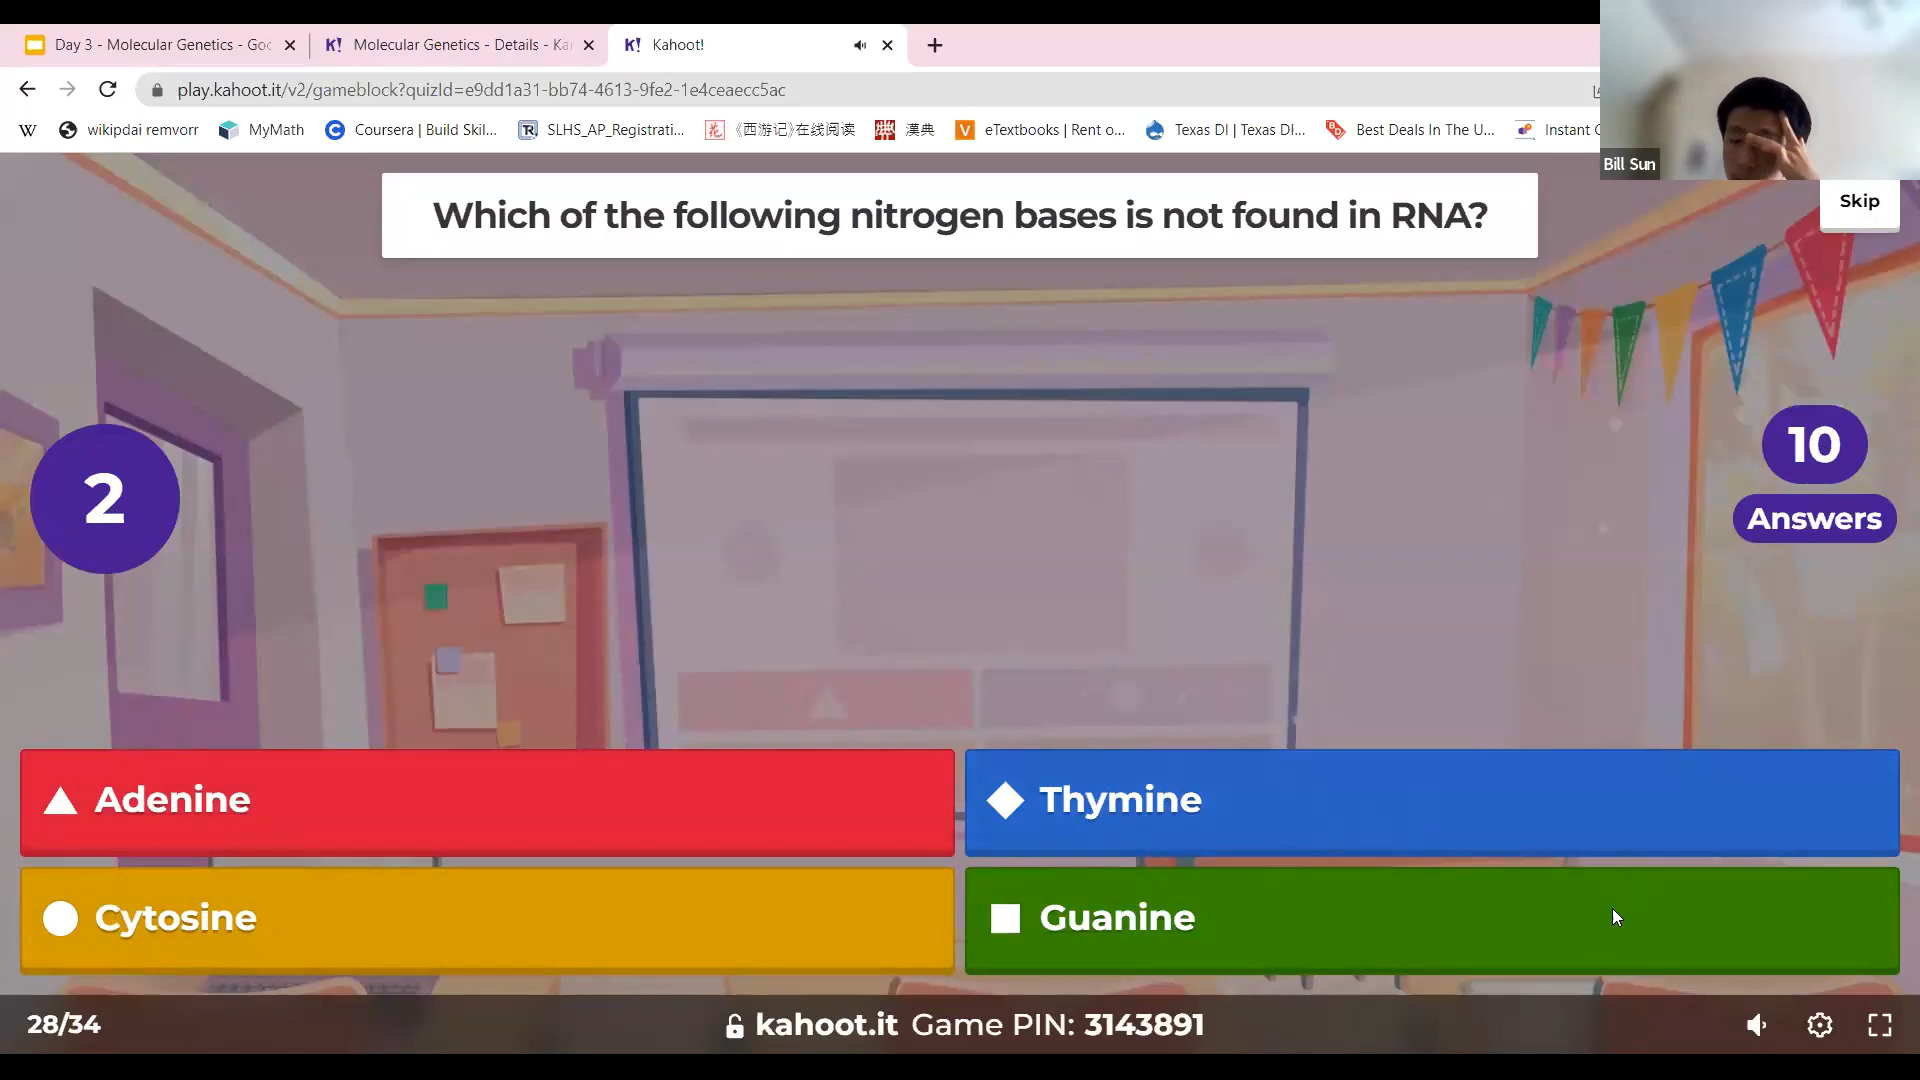 Day 3 - Molecular Genetics - Goo
Molecular Genetics - Details - Ka
Kahoot!
play.kahoot.it/v2/gameblock?quizId=e9dd1a31-bb74-4613-9fe2-1e4ceaecc5ac
W wikipdai remvorr MyMath Coursera | Build Skil... SLHS_AP_Registrati... 《西游记》在线阅读 漢典 eTextbooks | Rent o... Texas DI | Texas DI... Best Deals In The U... Instant
Bill Sun
Skip
Which of the following nitrogen bases is not found in RNA?
2
10
Answers
Adenine
Thymine
Cytosine
Guanine
28/34
kahoot.it Game PIN: 3143891